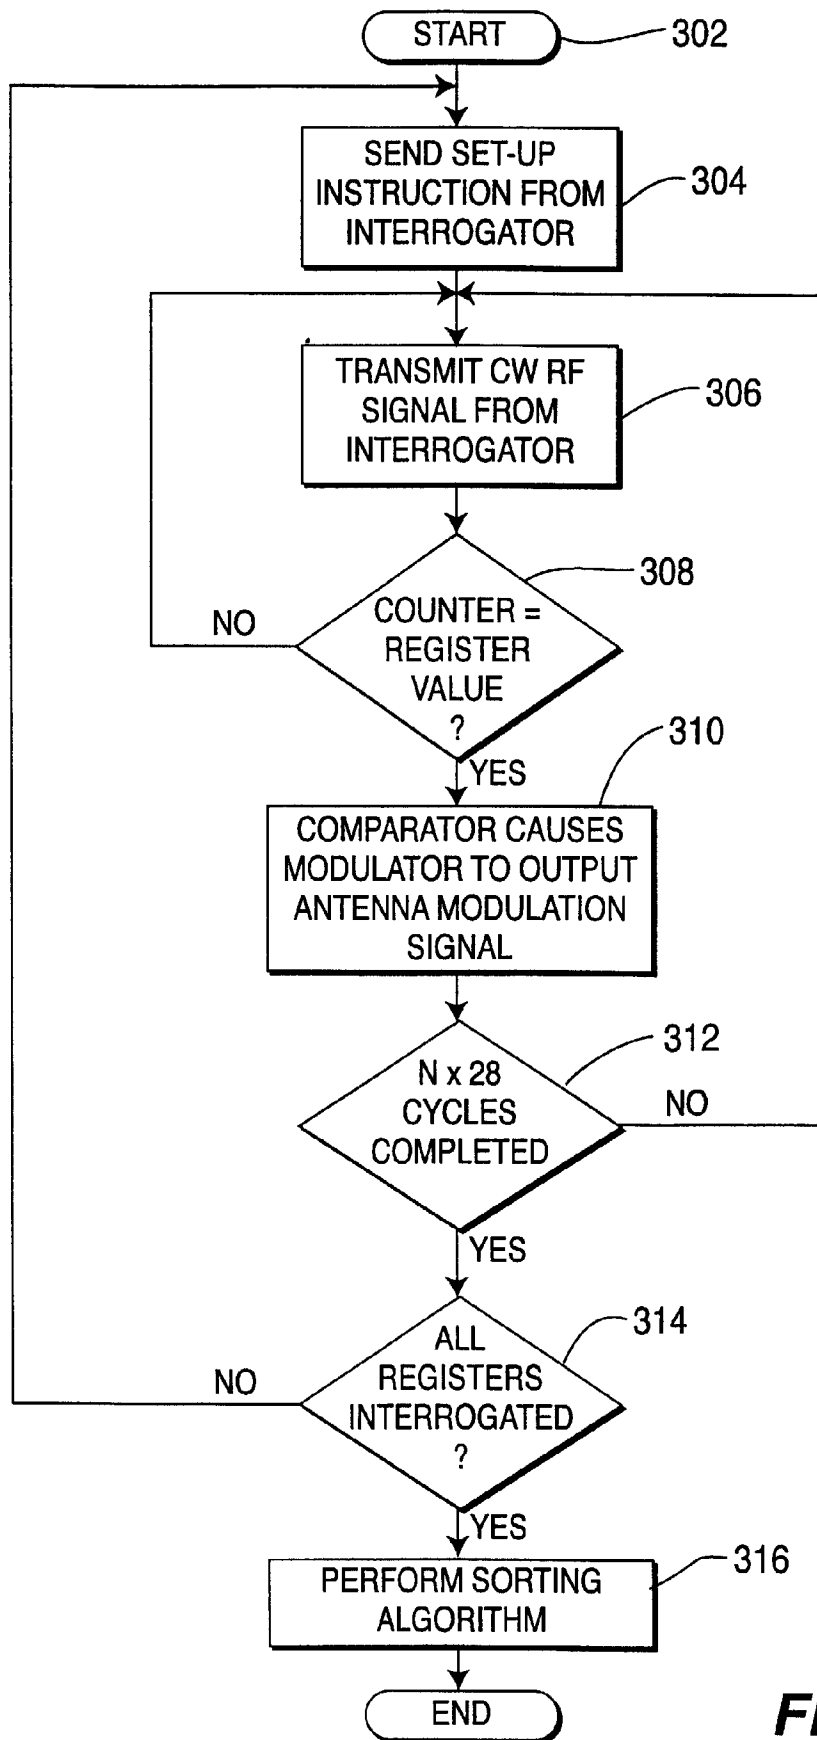 START
302
SEND SET-UP
INSTRUCTION FROM
INTERROGATOR
304
TRANSMIT CW RF
SIGNAL FROM
INTERROGATOR
306
308
COUNTER =
REGISTER
VALUE
?
NO
YES
310
COMPARATOR CAUSES
MODULATOR TO OUTPUT
ANTENNA MODULATION
SIGNAL
312
N x 28
CYCLES
COMPLETED
NO
YES
314
ALL
REGISTERS
INTERROGATED
?
NO
YES
316
PERFORM SORTING
ALGORITHM
END